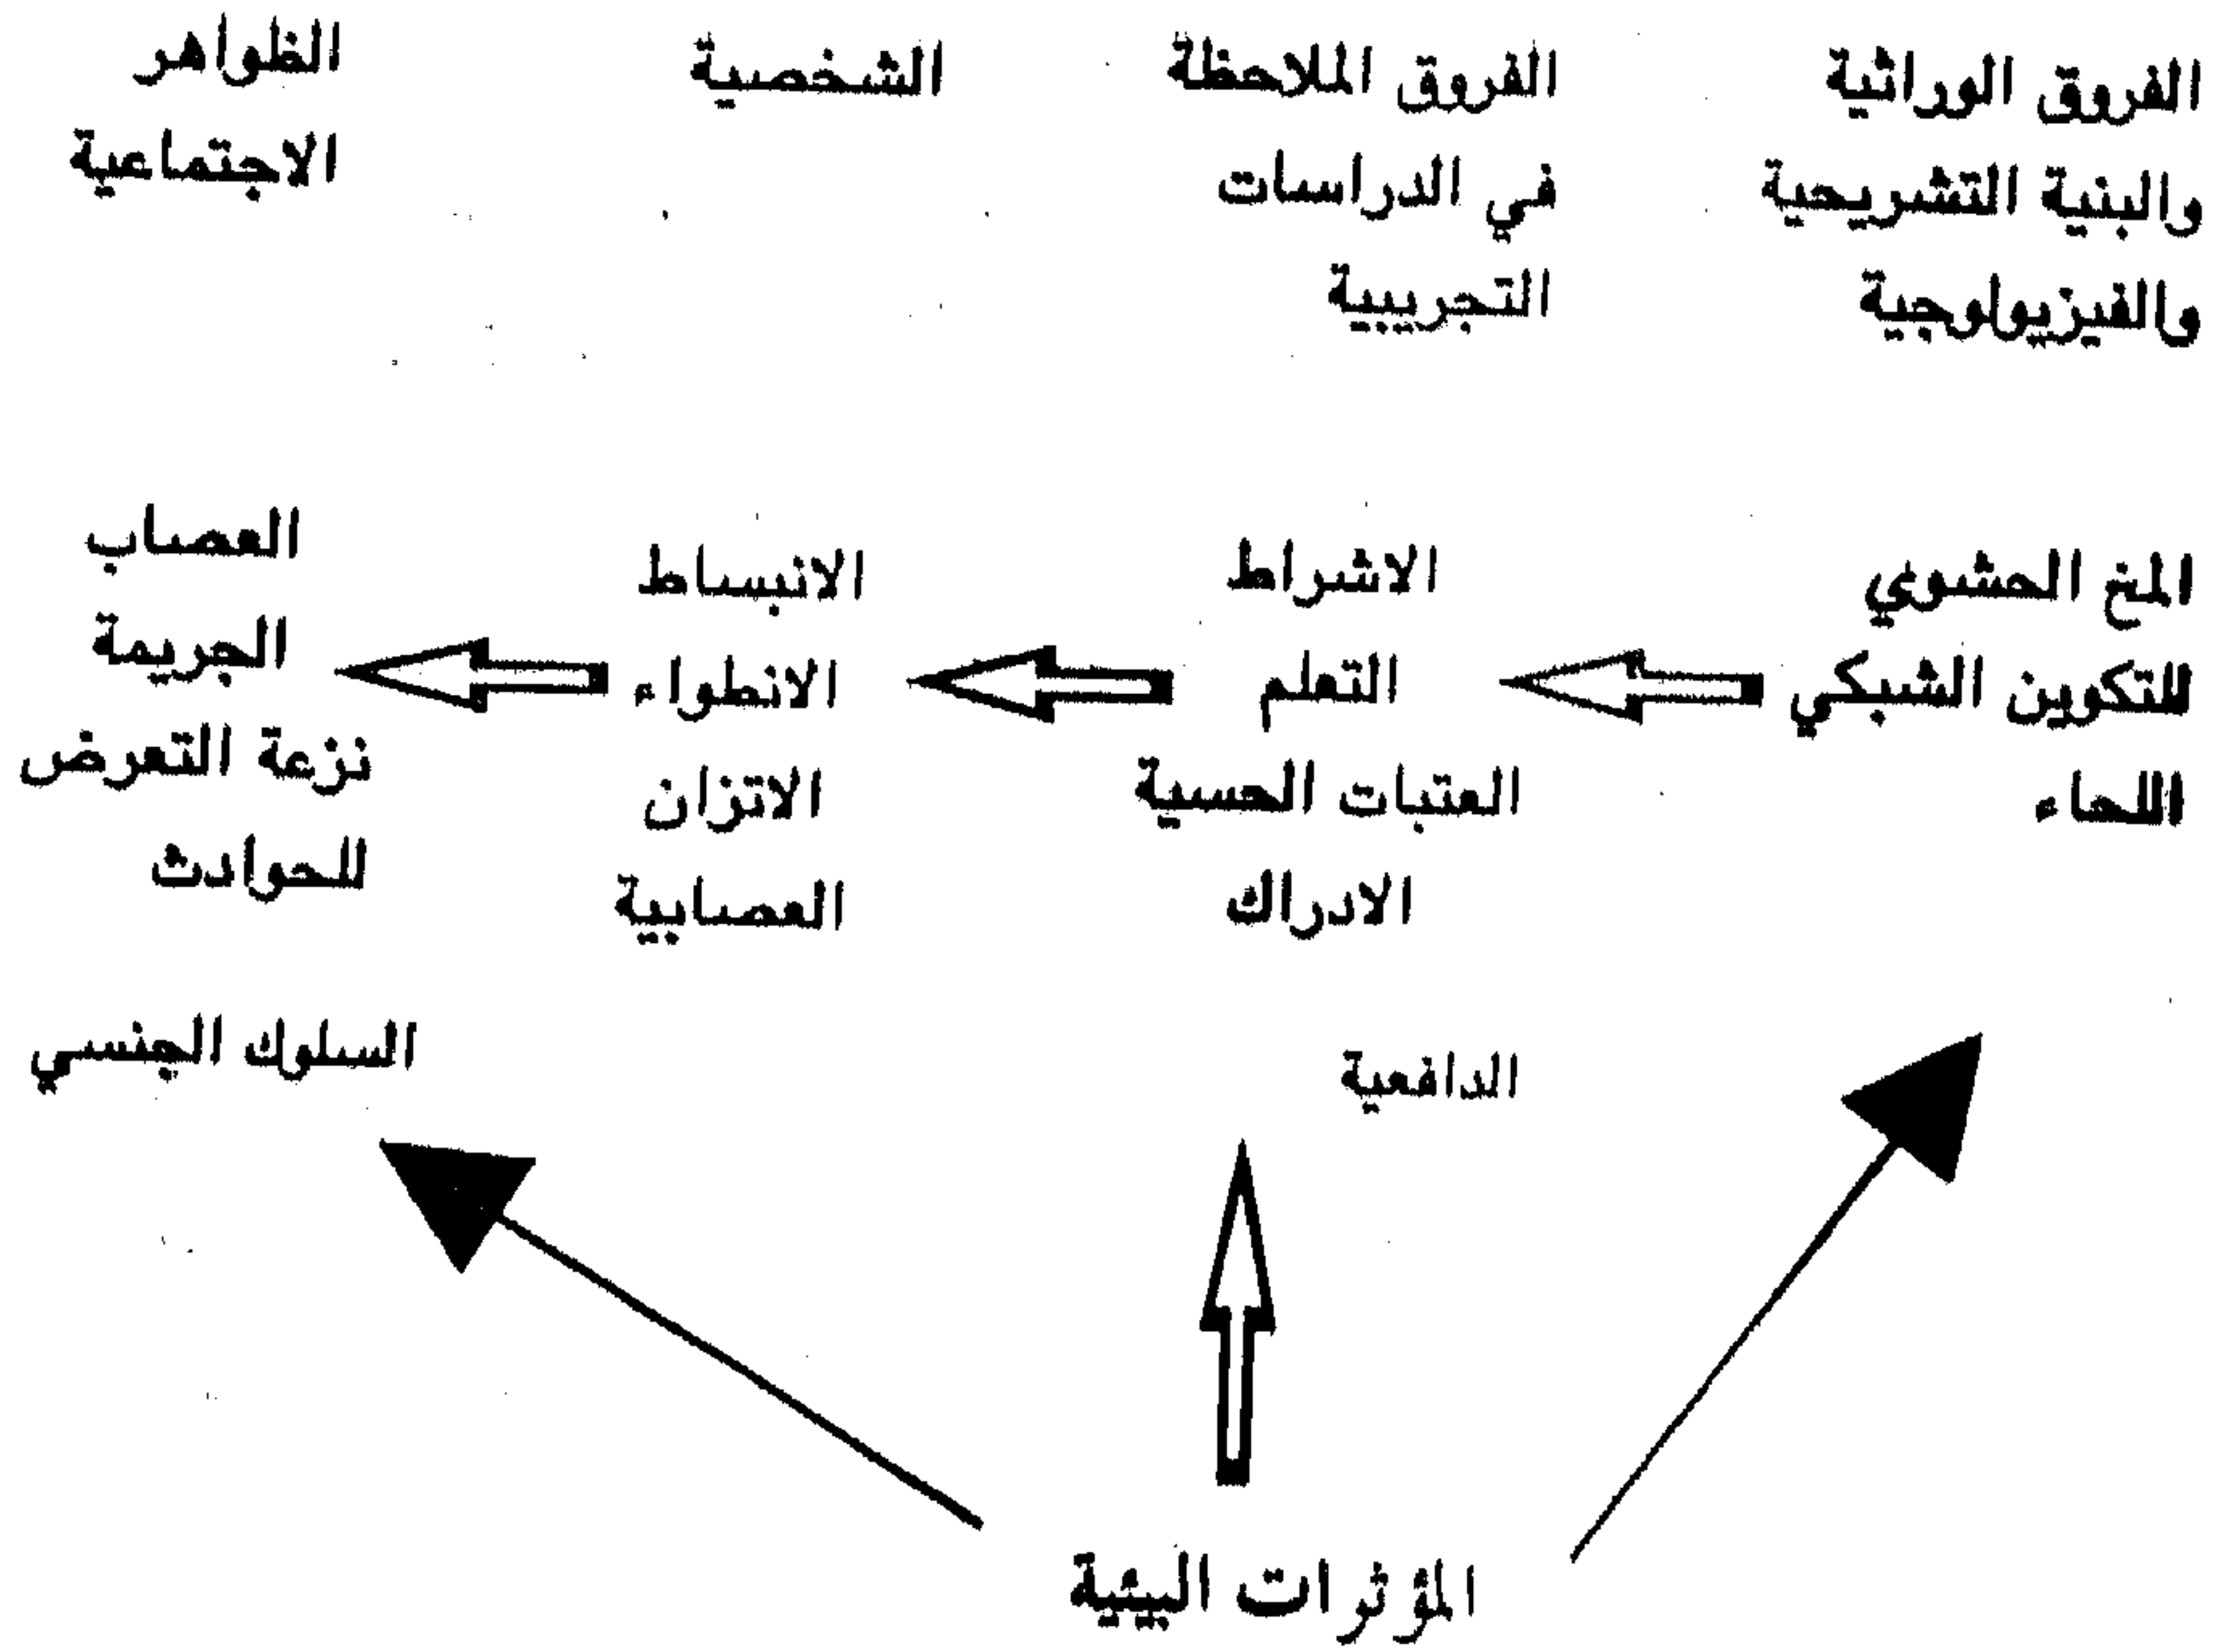 الفروق الوراثية
والبنية التشريحية
والفيزيولوجية
الفروق الملاحظة
في الدراسات
التجريبية
الشخصية
الظواهر
الاجتماعية
المخ الحشوي
للتكوين الشبكي
اللحاء
الاشراط
التعلم
العتبات الحسية
الادراك
الدافعية
الانبساط
الانطواء
الاتزان
العصابية
العصاب
الجريمة
نزعة التعرض
للحوادث
السلوك الجنسي
المؤثرات البيئية